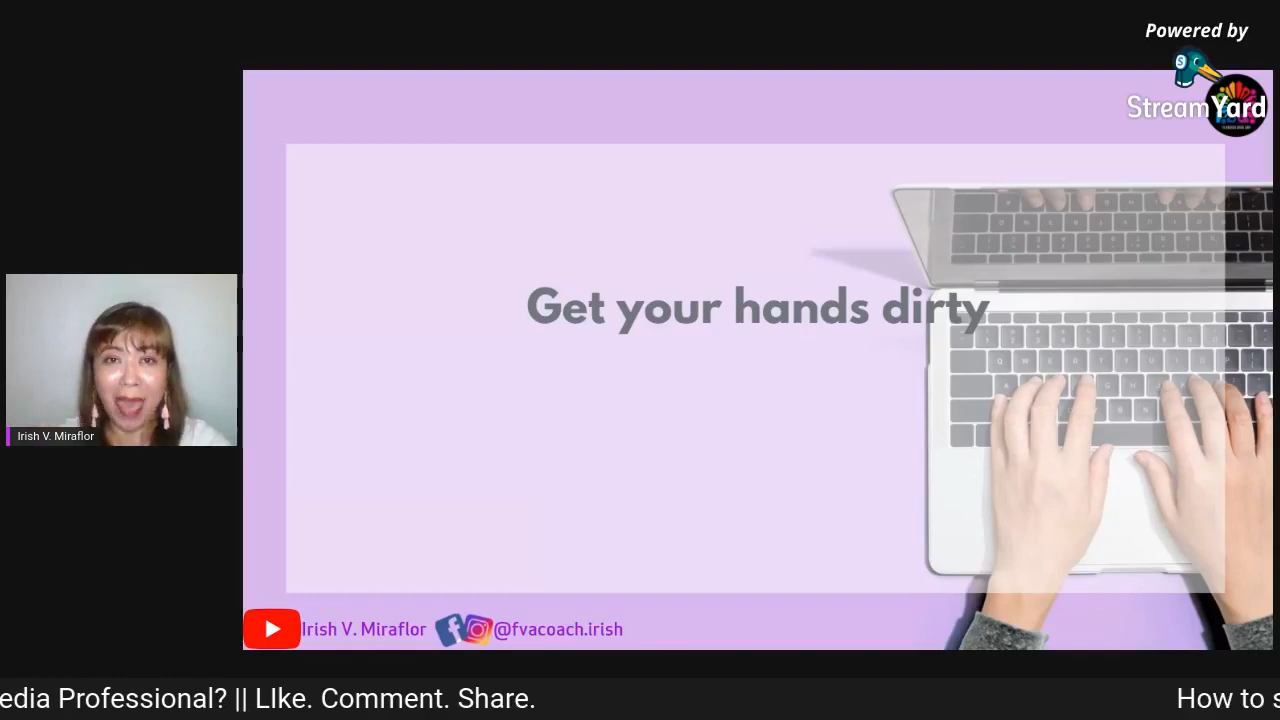 Powered by
StreamYard
Get your hands dirty
Irish V. Miraflor
Irish V. Miraflor
@fvacoach.irish
edia Professional? || LIke. Comment. Share.
How to s